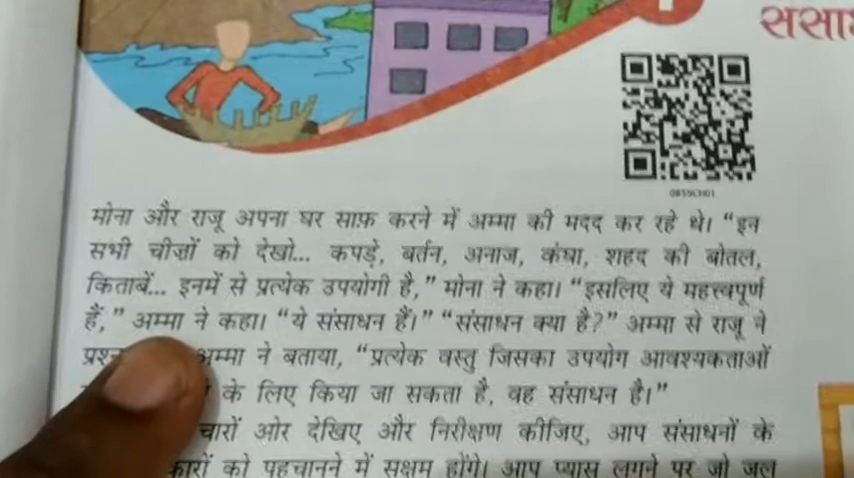 मोना और राजू अपना घर साफ़ करने में अम्मा की मदद कर रहे थे। “इन
सभी चीज़ों को देखो... कपड़े, बर्तन, अनाज, कंघा, शहद की बोतल,
किताबें... इनमें से प्रत्येक उपयोगी है,” मोना ने कहा। “इसलिए ये महत्त्वपूर्ण
हैं,” अम्मा ने कहा। “ये संसाधन हैं।” “संसाधन क्या है?” अम्मा से राजू ने
अम्मा ने बताया, “प्रत्येक वस्तु जिसका उपयोग आवश्यकताओं
के लिए किया जा सकता है, वह संसाधन है।”
चारों ओर देखिए और निरीक्षण कीजिए, आप संसाधनों के
को पहचानने में सक्षम होंगे। आप प्यास लगने पर जो जल